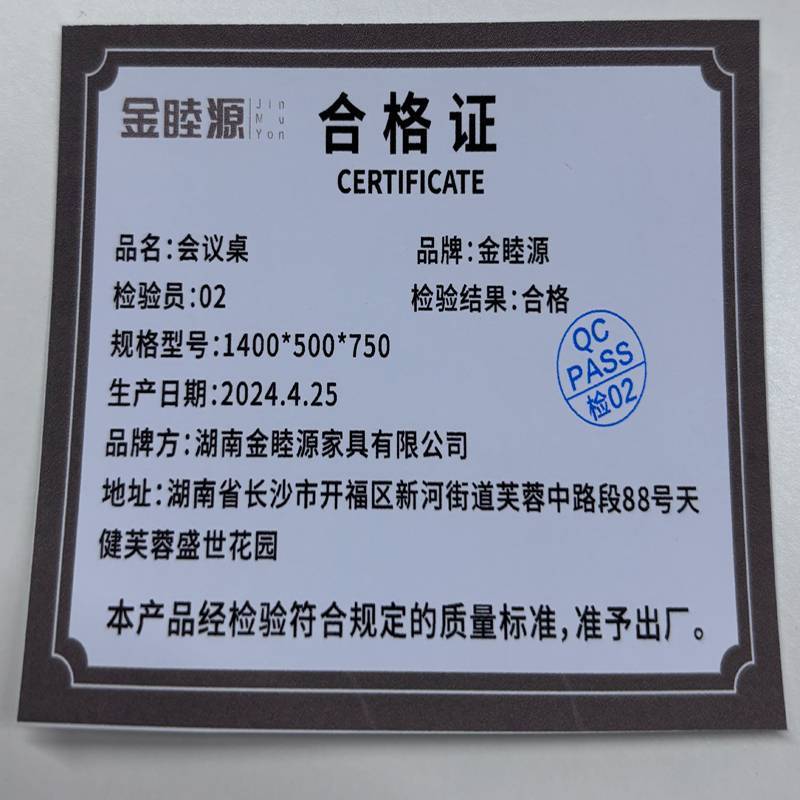 金睦源
Jin
Mu
Yon
合格证
CERTIFICATE
品名:会议桌 品牌:金睦源
检验员:02 检验结果:合格
规格型号:1400*500*750
生产日期:2024.4.25
品牌方:湖南金睦源家具有限公司
地址:湖南省长沙市开福区新河街道芙蓉中路段88号天
健芙蓉盛世花园
本产品经检验符合规定的质量标准,准予出厂。
QC
PASS
检02